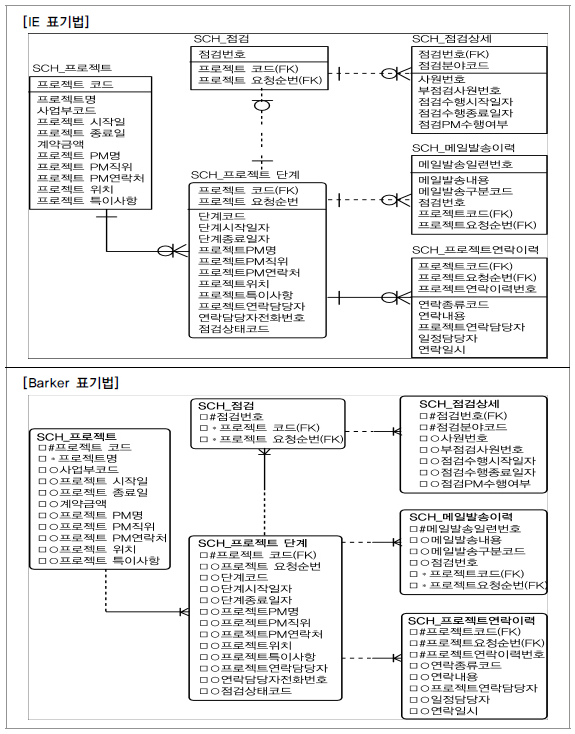 [IE 표기법]
SCH_프로젝트
프로젝트 코드
프로젝트명
사업부코드
프로젝트 시작일
프로젝트 종료일
계약금액
프로젝트 PM명
프로젝트 PM직위
프로젝트 PM연락처
프로젝트 위치
프로젝트 특이사항
SCH_점검
점검번호
프로젝트 코드(FK)
프로젝트 요청순번(FK)
SCH_프로젝트 단계
프로젝트 코드(FK)
프로젝트 요청순번
단계코드
단계시작일자
단계종료일자
프로젝트PM명
프로젝트PM직위
프로젝트PM연락처
프로젝트위치
프로젝트특이사항
프로젝트연락담당자
연락담당자전화번호
점검상태코드
SCH_점검상세
점검번호(FK)
점검분야코드
사원번호
부점검사원번호
점검수행시작일자
점검수행종료일자
점검PM수행여부
SCH_메일발송이력
메일발송일련번호
메일발송내용
메일발송구분코드
점검번호
프로젝트코드(FK)
프로젝트요청순번(FK)
SCH_프로젝트연락이력
프로젝트코드(FK)
프로젝트요청순번(FK)
프로젝트연락이력번호
연락종류코드
연락내용
프로젝트연락담당자
일정담당자
연락일시
[Barker 표기법]
SCH_프로젝트
□#프로젝트 코드
□*프로젝트명
□○사업부코드
□○프로젝트 시작일
□○프로젝트 종료일
□○계약금액
□○프로젝트 PM명
□○프로젝트 PM직위
□○프로젝트 PM연락처
□○프로젝트 위치
□○프로젝트 특이사항
SCH_점검
□#점검번호
□*프로젝트 코드(FK)
□*프로젝트 요청순번(FK)
SCH_프로젝트 단계
□#프로젝트 코드(FK)
□○프로젝트 요청순번
□○단계코드
□○단계시작일자
□○단계종료일자
□○프로젝트PM명
□○프로젝트PM직위
□○프로젝트PM연락처
□○프로젝트위치
□○프로젝트특이사항
□○프로젝트연락담당자
□○연락담당자전화번호
□○점검상태코드
SCH_점검상세
□#점검번호(FK)
□#점검분야코드
□○사원번호
□○부점검사원번호
□○점검수행시작일자
□○점검수행종료일자
□○점검PM수행여부
SCH_메일발송이력
□#메일발송일련번호
□○메일발송내용
□○메일발송구분코드
□○점검번호
□*프로젝트코드(FK)
□*프로젝트요청순번(FK)
SCH_프로젝트연락이력
□#프로젝트코드(FK)
□#프로젝트요청순번(FK)
□#프로젝트연락이력번호
□○연락종류코드
□○연락내용
□○프로젝트연락담당자
□○일정담당자
□○연락일시